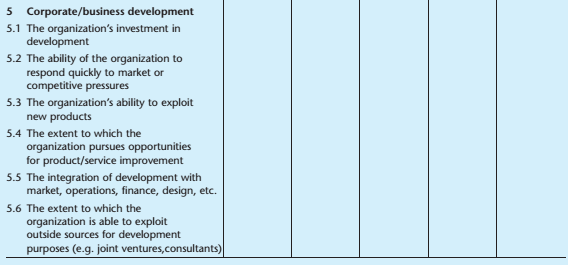 5 Corporate/business development
5.1 The organization's investment in
development
5.2 The ability of the organization to
respond quickly to market or
competitive pressures
5.3 The organization's ability to exploit
new products
5.4 The extent to which the
organization pursues opportunities
for product/service improvement
5.5 The integration of development with
market, operations, finance, design, etc.
5.6 The extent to which the
organization is able to exploit
outside sources for development
purposes (e.g. joint ventures,consultants)